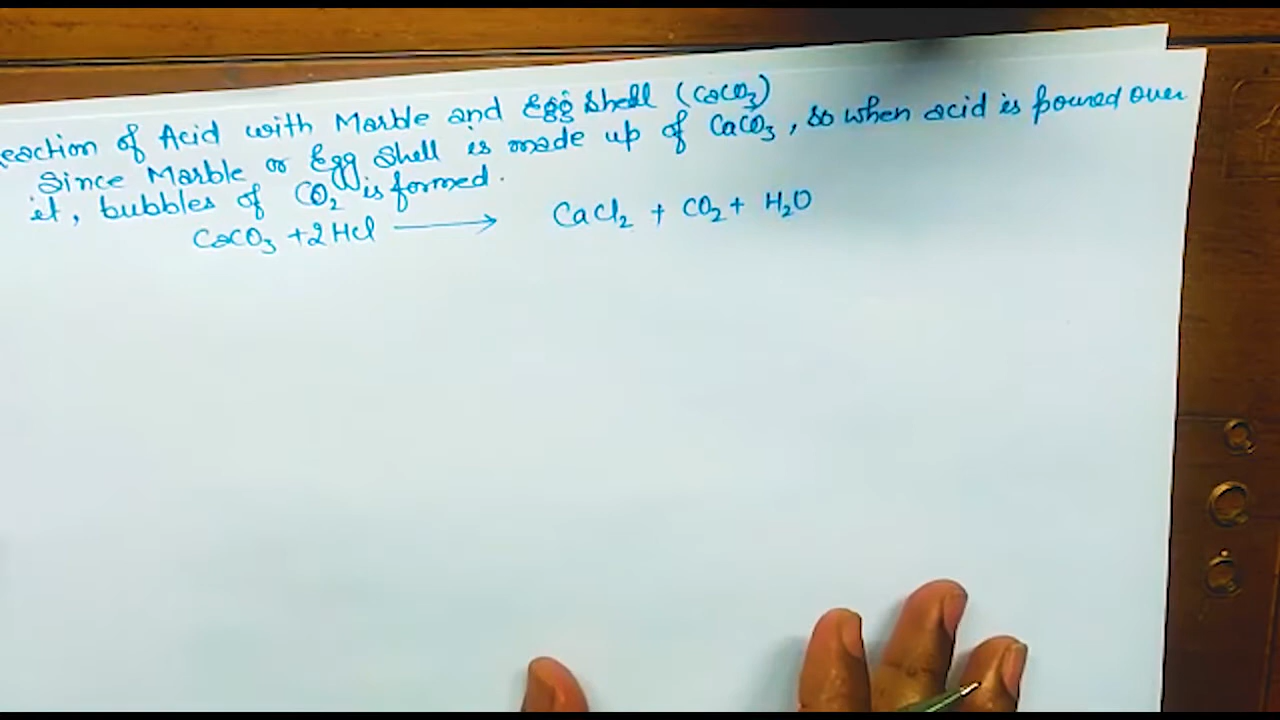 eaction of Acid with Marble and Egg Shell (CaCO₃)
Since Marble or Egg Shell is made up of CaCO₃, so when acid is poured over
it, bubbles of CO₂ is formed.
CaCO₃ + 2HCl ⟶ CaCl₂ + CO₂ + H₂O